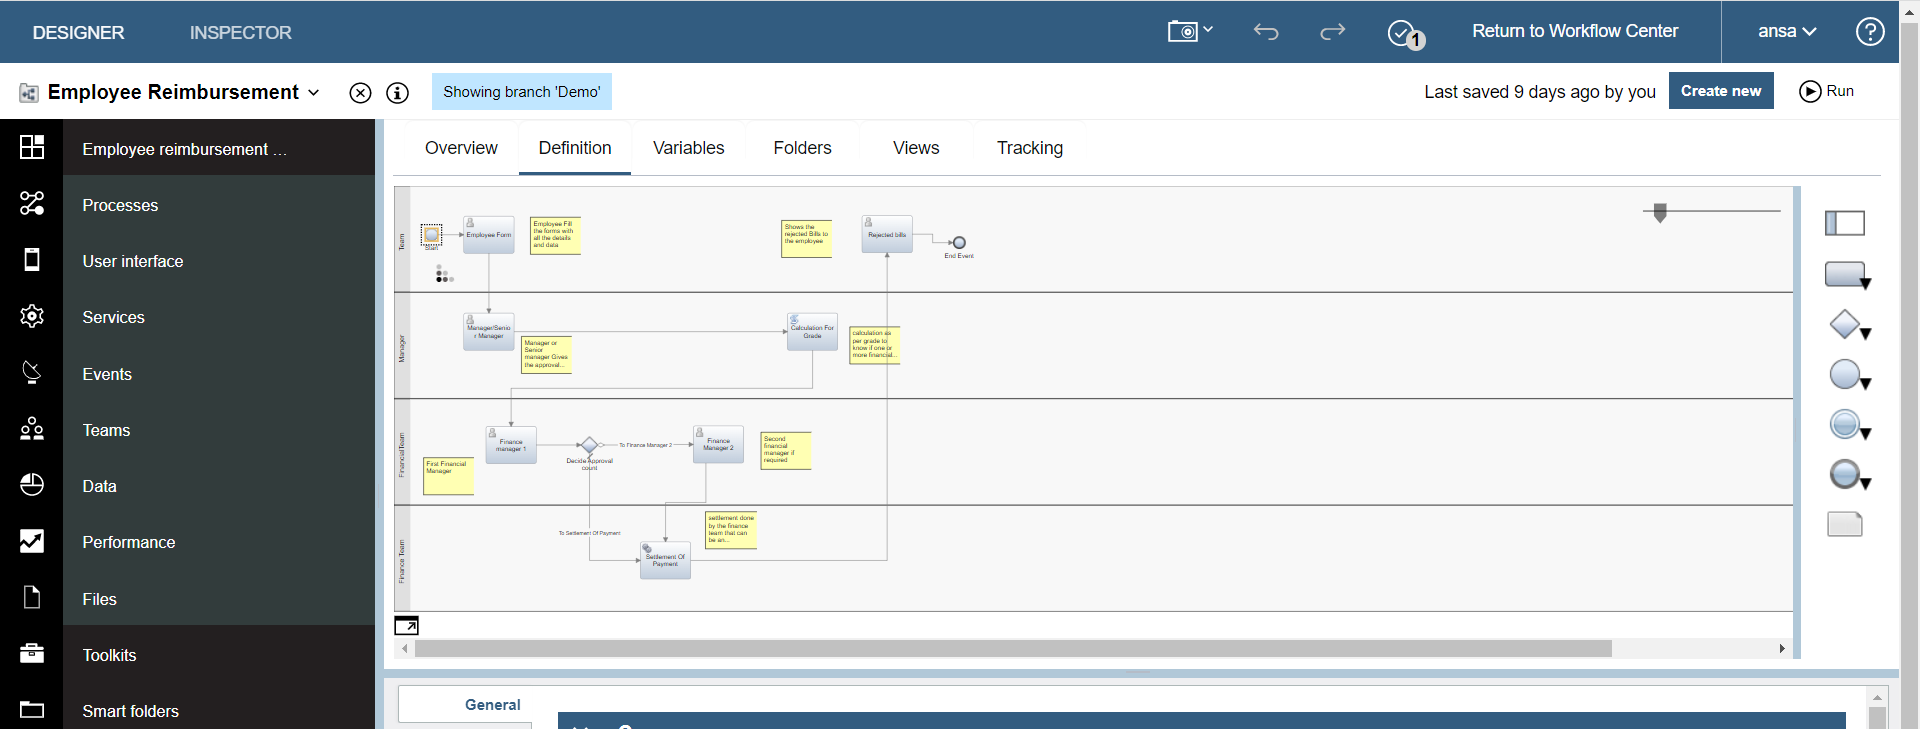 DESIGNER
INSPECTOR
1
Return to Workflow Center
ansa
?
Employee Reimbursement
Showing branch 'Demo'
Last saved 9 days ago by you
Create new
Run
Employee reimbursement ...
Processes
User interface
Services
Events
Teams
Data
Performance
Files
Toolkits
Smart folders
Overview
Definition
Variables
Folders
Views
Tracking
Team
Start
Employee Form
Employee Fill
the forms with
all the details
and data
Shows the
rejected Bills to
the employee
Rejected bills
End Event
Manager
Manager/Senio
r Manager
Manager or
Senior
manager Gives
the approval...
Calculation For
Grade
calculation as
per grade to
know if one or
more financial...
FinancialTeam
Finance
manager 1
First Financial
Manager
Decide Approval
count
To Finance Manager 2
Finance
Manager 2
Second
financial
manager if
required
Finance Team
To Settlement Of Payment
Settlement Of
Payment
settlement done
by the finance
team that can
be an...
General